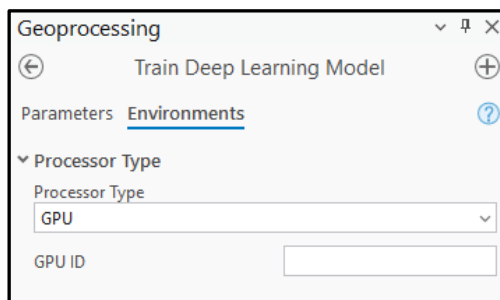 Geoprocessing
Train Deep Learning Model
Parameters Environments
Processor Type
Processor Type
GPU
GPU ID